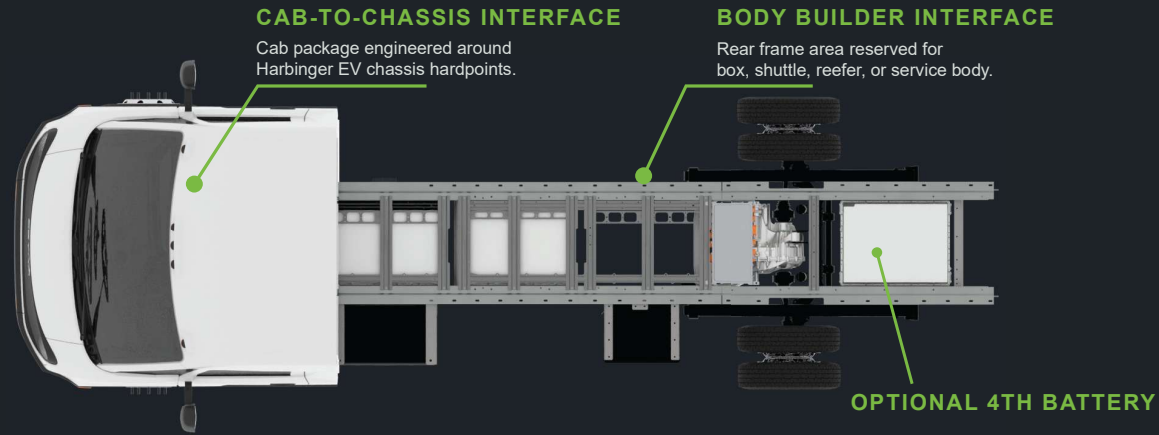 CAB-TO-CHASSIS INTERFACE
Cab package engineered around
Harbinger EV chassis hardpoints.
BODY BUILDER INTERFACE
Rear frame area reserved for
box, shuttle, reefer, or service body.
OPTIONAL 4TH BATTERY